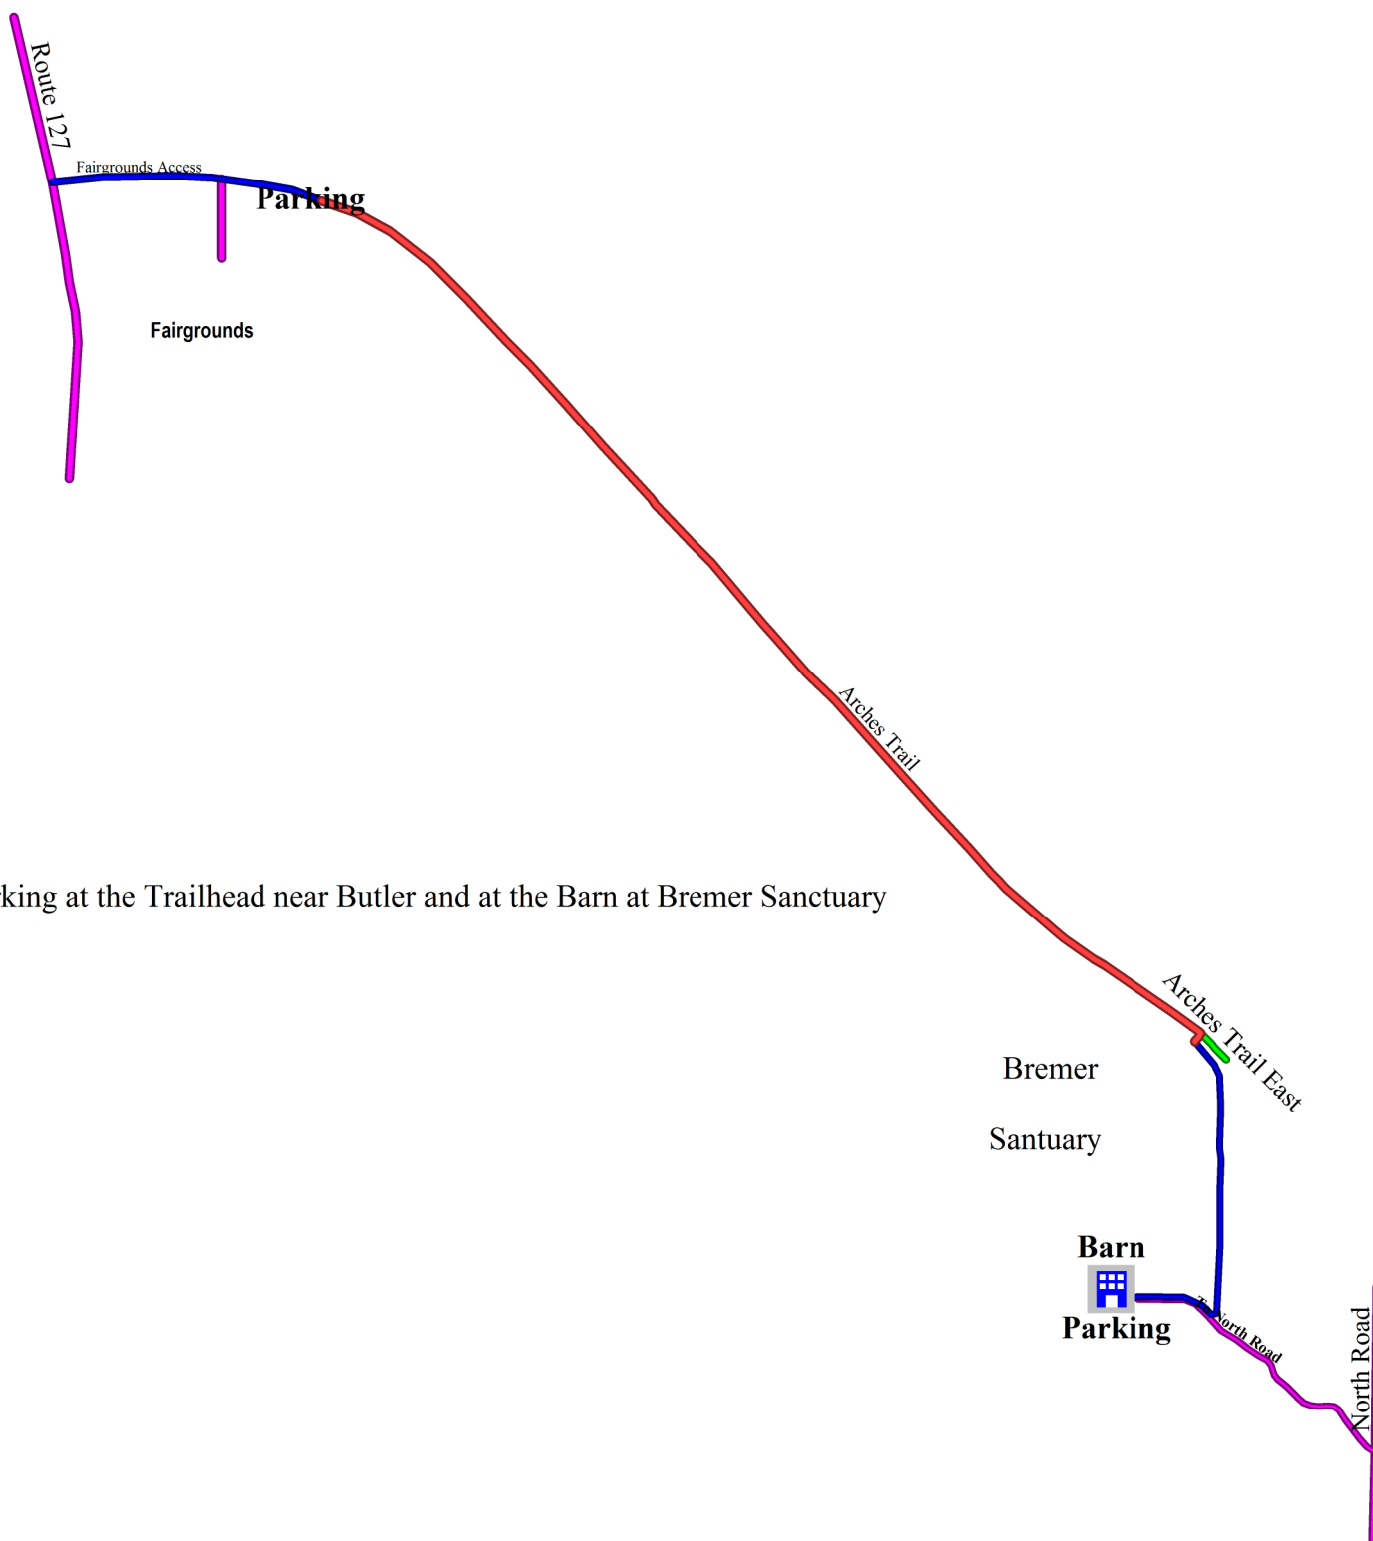 Route 127
Fairgrounds Access
Parking
Fairgrounds
Arches Trail
king at the Trailhead near Butler and at the Barn at Bremer Sanctuary
Arches Trail East
Bremer
Santuary
Barn
Parking
To North Road
North Road